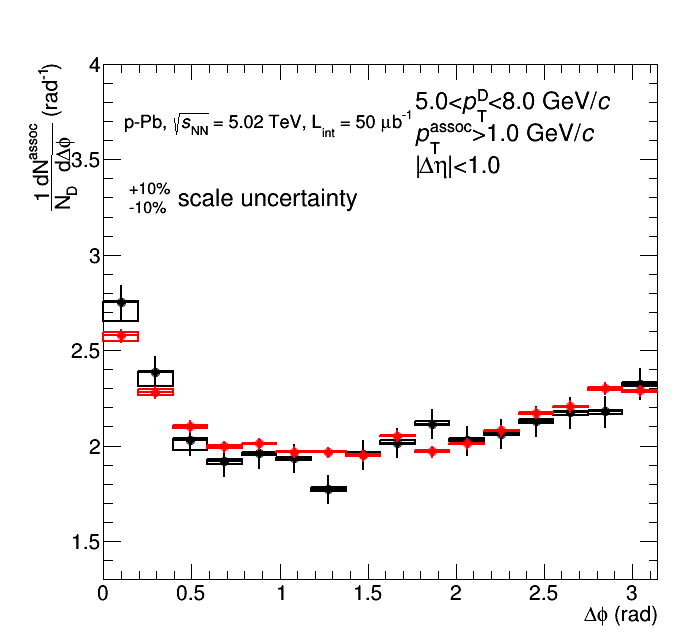 1 dN^assoc / N_D dΔφ (rad⁻¹)
4
3.5
3
2.5
2
1.5
p-Pb, √s_NN = 5.02 TeV, L_int = 50 μb⁻¹
5.0<p_T^D<8.0 GeV/c
p_T^assoc>1.0 GeV/c
|Δη|<1.0
+10%
-10% scale uncertainty
0 0.5 1 1.5 2 2.5 3
Δφ (rad)